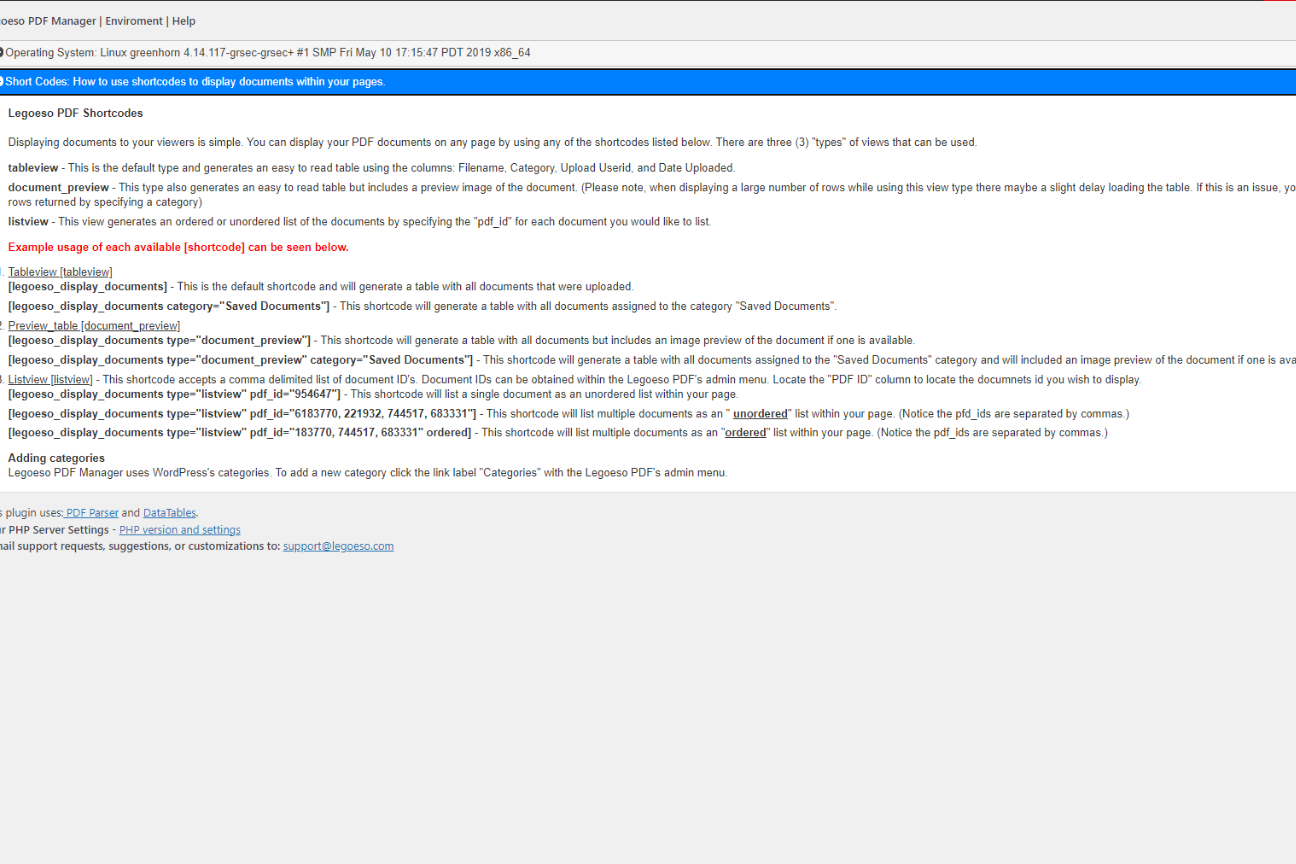 oeso PDF Manager | Enviroment | Help
Operating System: Linux greenhorn 4.14.117-grsec-grsec+ #1 SMP Fri May 10 17:15:47 PDT 2019 x86_64
Short Codes: How to use shortcodes to display documents within your pages.
Legoeso PDF Shortcodes
Displaying documents to your viewers is simple. You can display your PDF documents on any page by using any of the shortcodes listed below. There are three (3) "types" of views that can be used.
tableview - This is the default type and generates an easy to read table using the columns: Filename, Category, Upload Userid, and Date Uploaded.
document_preview - This type also generates an easy to read table but includes a preview image of the document. (Please note, when displaying a large number of rows while using this view type there maybe a slight delay loading the table. If this is an issue, yo
rows returned by specifying a category)
listview - This view generates an ordered or unordered list of the documents by specifying the "pdf_id" for each document you would like to list.
Example usage of each available [shortcode] can be seen below.
1. Tableview [tableview]
[legoeso_display_documents] - This is the default shortcode and will generate a table with all documents that were uploaded.
[legoeso_display_documents category="Saved Documents"] - This shortcode will generate a table with all documents assigned to the category "Saved Documents".
2. Preview_table [document_preview]
[legoeso_display_documents type="document_preview"] - This shortcode will generate a table with all documents but includes an image preview of the document if one is available.
[legoeso_display_documents type="document_preview" category="Saved Documents"] - This shortcode will generate a table with all documents assigned to the "Saved Documents" category and will included an image preview of the document if one is ava
3. Listview [listview] - This shortcode accepts a comma delimited list of document ID's. Document IDs can be obtained within the Legoeso PDF's admin menu. Locate the "PDF ID" column to locate the documnets id you wish to display.
[legoeso_display_documents type="listview" pdf_id="954647"] - This shortcode will list a single document as an unordered list within your page.
[legoeso_display_documents type="listview" pdf_id="6183770, 221932, 744517, 683331"] - This shortcode will list multiple documents as an " unordered" list within your page. (Notice the pfd_ids are separated by commas.)
[legoeso_display_documents type="listview" pdf_id="183770, 744517, 683331" ordered] - This shortcode will list multiple documents as an "ordered" list within your page. (Notice the pdf_ids are separated by commas.)
Adding categories
Legoeso PDF Manager uses WordPress's categories. To add a new category click the link label "Categories" with the Legoeso PDF's admin menu.
s plugin uses: PDF Parser and DataTables.
r PHP Server Settings - PHP version and settings
ail support requests, suggestions, or customizations to: support@legoeso.com